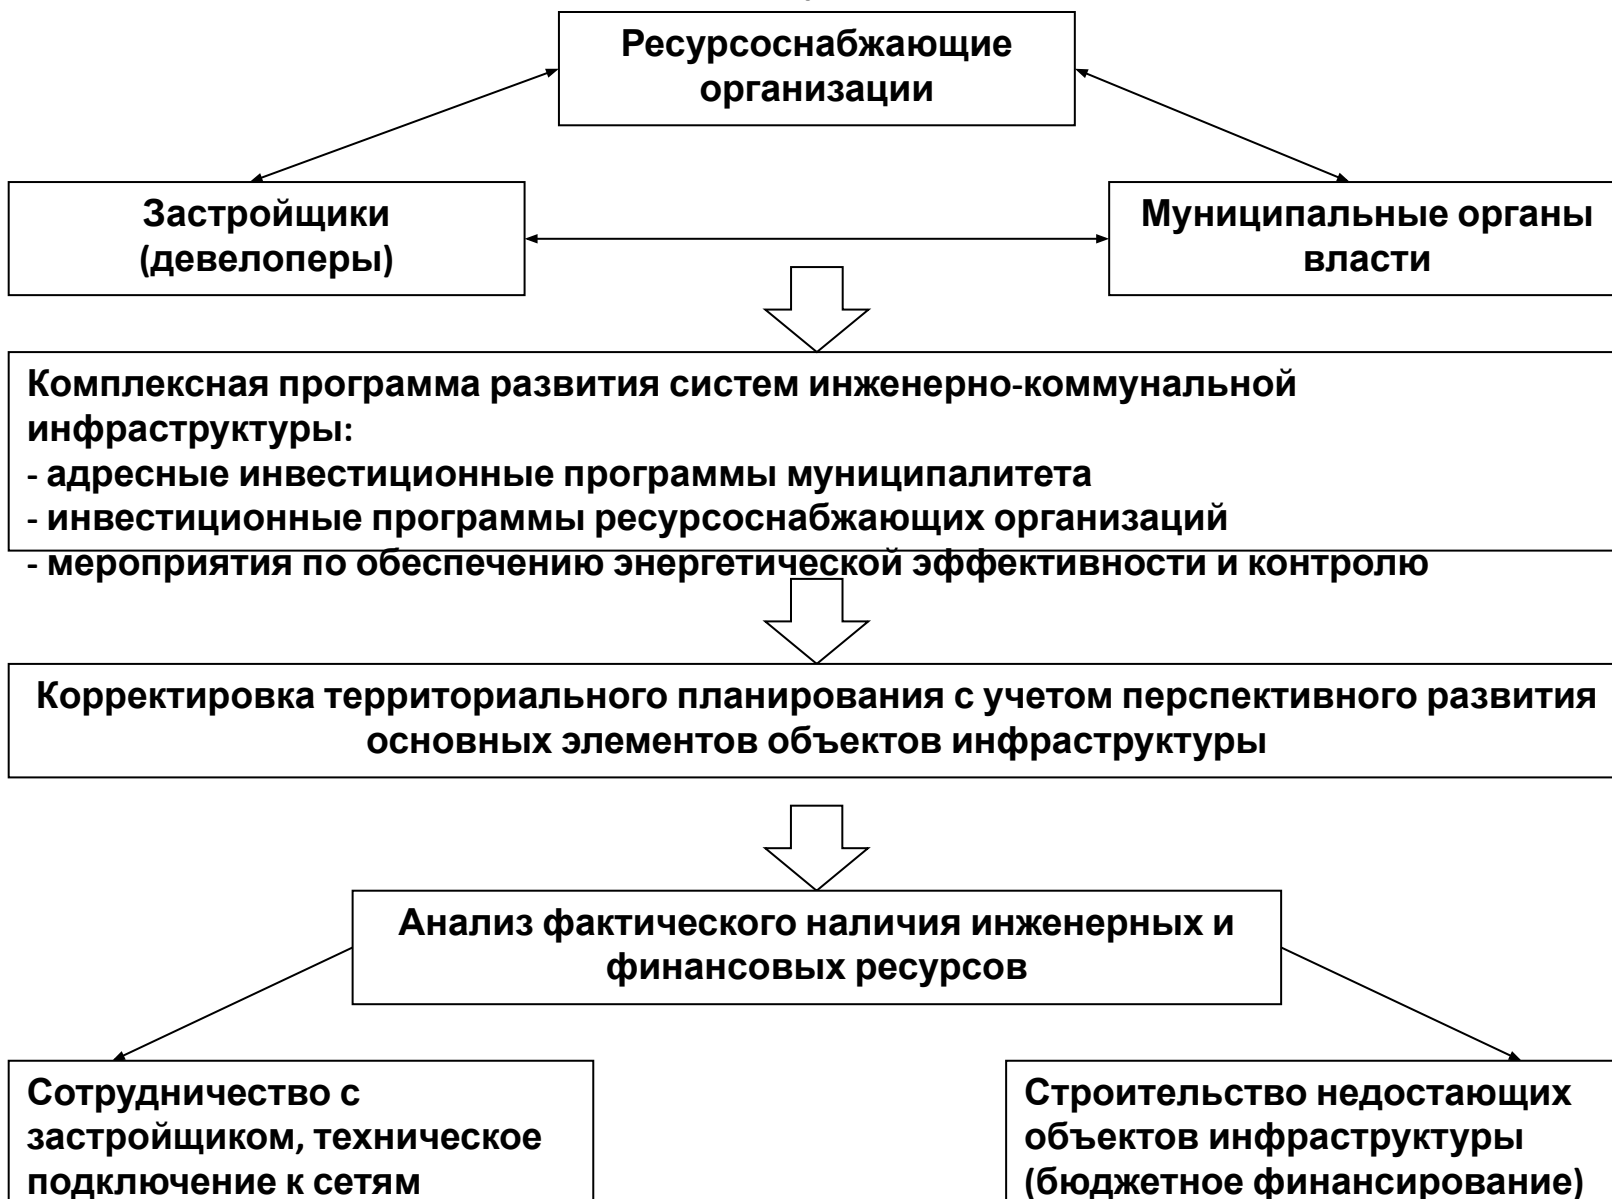 Ресурсоснабжающие
организации
Застройщики
(девелоперы)
Муниципальные органы
власти
Комплексная программа развития систем инженерно-коммунальной
инфраструктуры:
- адресные инвестиционные программы муниципалитета
- инвестиционные программы ресурсоснабжающих организаций
- мероприятия по обеспечению энергетической эффективности и контролю
Корректировка территориального планирования с учетом перспективного развития
основных элементов объектов инфраструктуры
Анализ фактического наличия инженерных и
финансовых ресурсов
Сотрудничество с
застройщиком, техническое
подключение к сетям
Строительство недостающих
объектов инфраструктуры
(бюджетное финансирование)